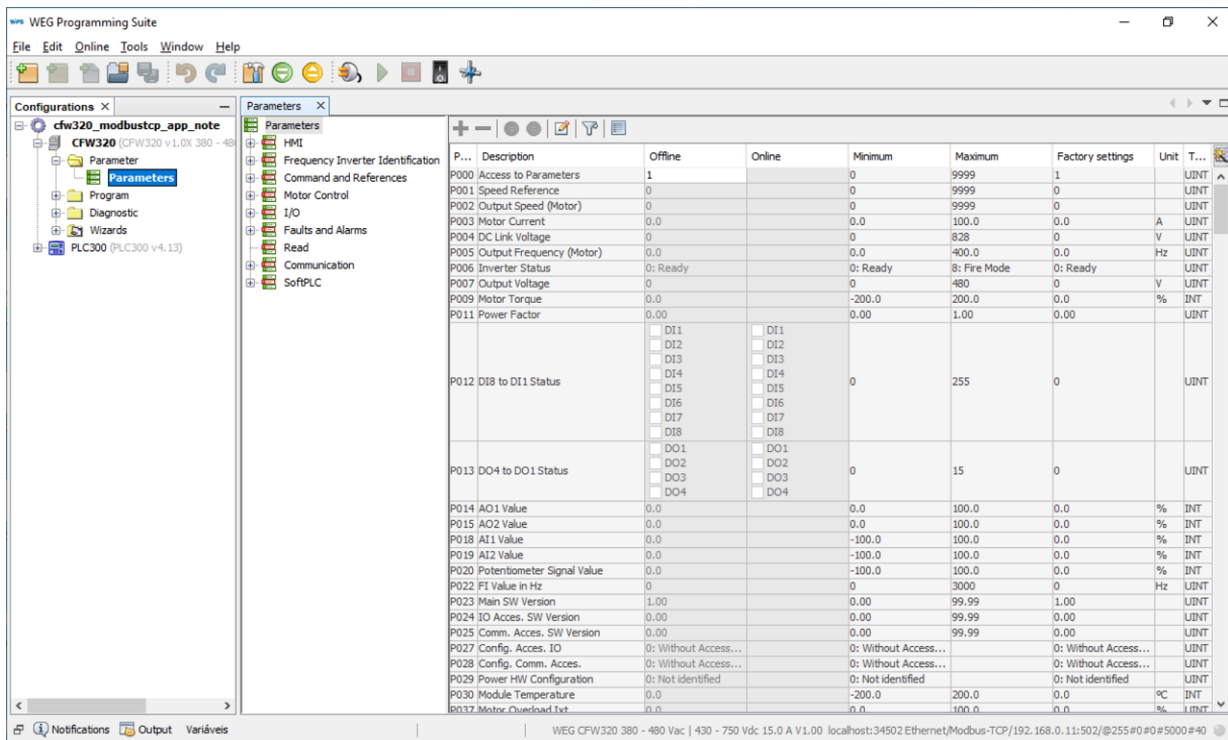 WPS WEG Programming Suite
File Edit Online Tools Window Help
Configurations
Parameters
cfw320_modbustcp_app_note
CFW320 (CFW320 v1.0X 380 - 480
Parameter
Parameters
Program
Diagnostic
Wizards
PLC300 (PLC300 v4.13)
Parameters
HMI
Frequency Inverter Identification
Command and References
Motor Control
I/O
Faults and Alarms
Read
Communication
SoftPLC
P... Description Offline Online Minimum Maximum Factory settings Unit T...
P000 Access to Parameters 1 0 9999 1 UINT
P001 Speed Reference 0 0 9999 0 UINT
P002 Output Speed (Motor) 0 0 9999 0 UINT
P003 Motor Current 0.0 0.0 100.0 0.0 A UINT
P004 DC Link Voltage 0 0 828 0 V UINT
P005 Output Frequency (Motor) 0.0 0.0 400.0 0.0 Hz UINT
P006 Inverter Status 0: Ready 0: Ready 8: Fire Mode 0: Ready UINT
P007 Output Voltage 0 0 480 0 V UINT
P009 Motor Torque 0.0 -200.0 200.0 0.0 % INT
P011 Power Factor 0.00 0.00 1.00 0.00 UINT
DI1 DI1
DI2 DI2
DI3 DI3
DI4 DI4
P012 DI8 to DI1 Status 0 255 0 UINT
DI5 DI5
DI6 DI6
DI7 DI7
DI8 DI8
DO1 DO1
DO2 DO2
P013 DO4 to DO1 Status 0 15 0 UINT
DO3 DO3
DO4 DO4
P014 AO1 Value 0.0 0.0 100.0 0.0 % INT
P015 AO2 Value 0.0 0.0 100.0 0.0 % INT
P018 AI1 Value 0.0 -100.0 100.0 0.0 % INT
P019 AI2 Value 0.0 -100.0 100.0 0.0 % INT
P020 Potentiometer Signal Value 0.0 -100.0 100.0 0.0 % INT
P022 FI Value in Hz 0 0 3000 0 Hz UINT
P023 Main SW Version 1.00 0.00 99.99 1.00 UINT
P024 IO Acces. SW Version 0.00 0.00 99.99 0.00 UINT
P025 Comm. Acces. SW Version 0.00 0.00 99.99 0.00 UINT
P027 Config. Acces. IO 0: Without Access... 0: Without Access... 0: Without Access... UINT
P028 Config. Comm. Acces. 0: Without Access... 0: Without Access... 0: Without Access... UINT
P029 Power HW Configuration 0: Not identified 0: Not identified 0: Not identified UINT
P030 Module Temperature 0.0 -200.0 200.0 0.0 ºC INT
P037 Motor Overload Ixt 0.0 0.0 100.0 0.0 % UINT
Notifications Output Variáveis
WEG CFW320 380 - 480 Vac | 430 - 750 Vdc 15.0 A V1.00 localhost:34502 Ethernet/Modbus-TCP/192.168.0.11:502/@255#0#0#5000#40